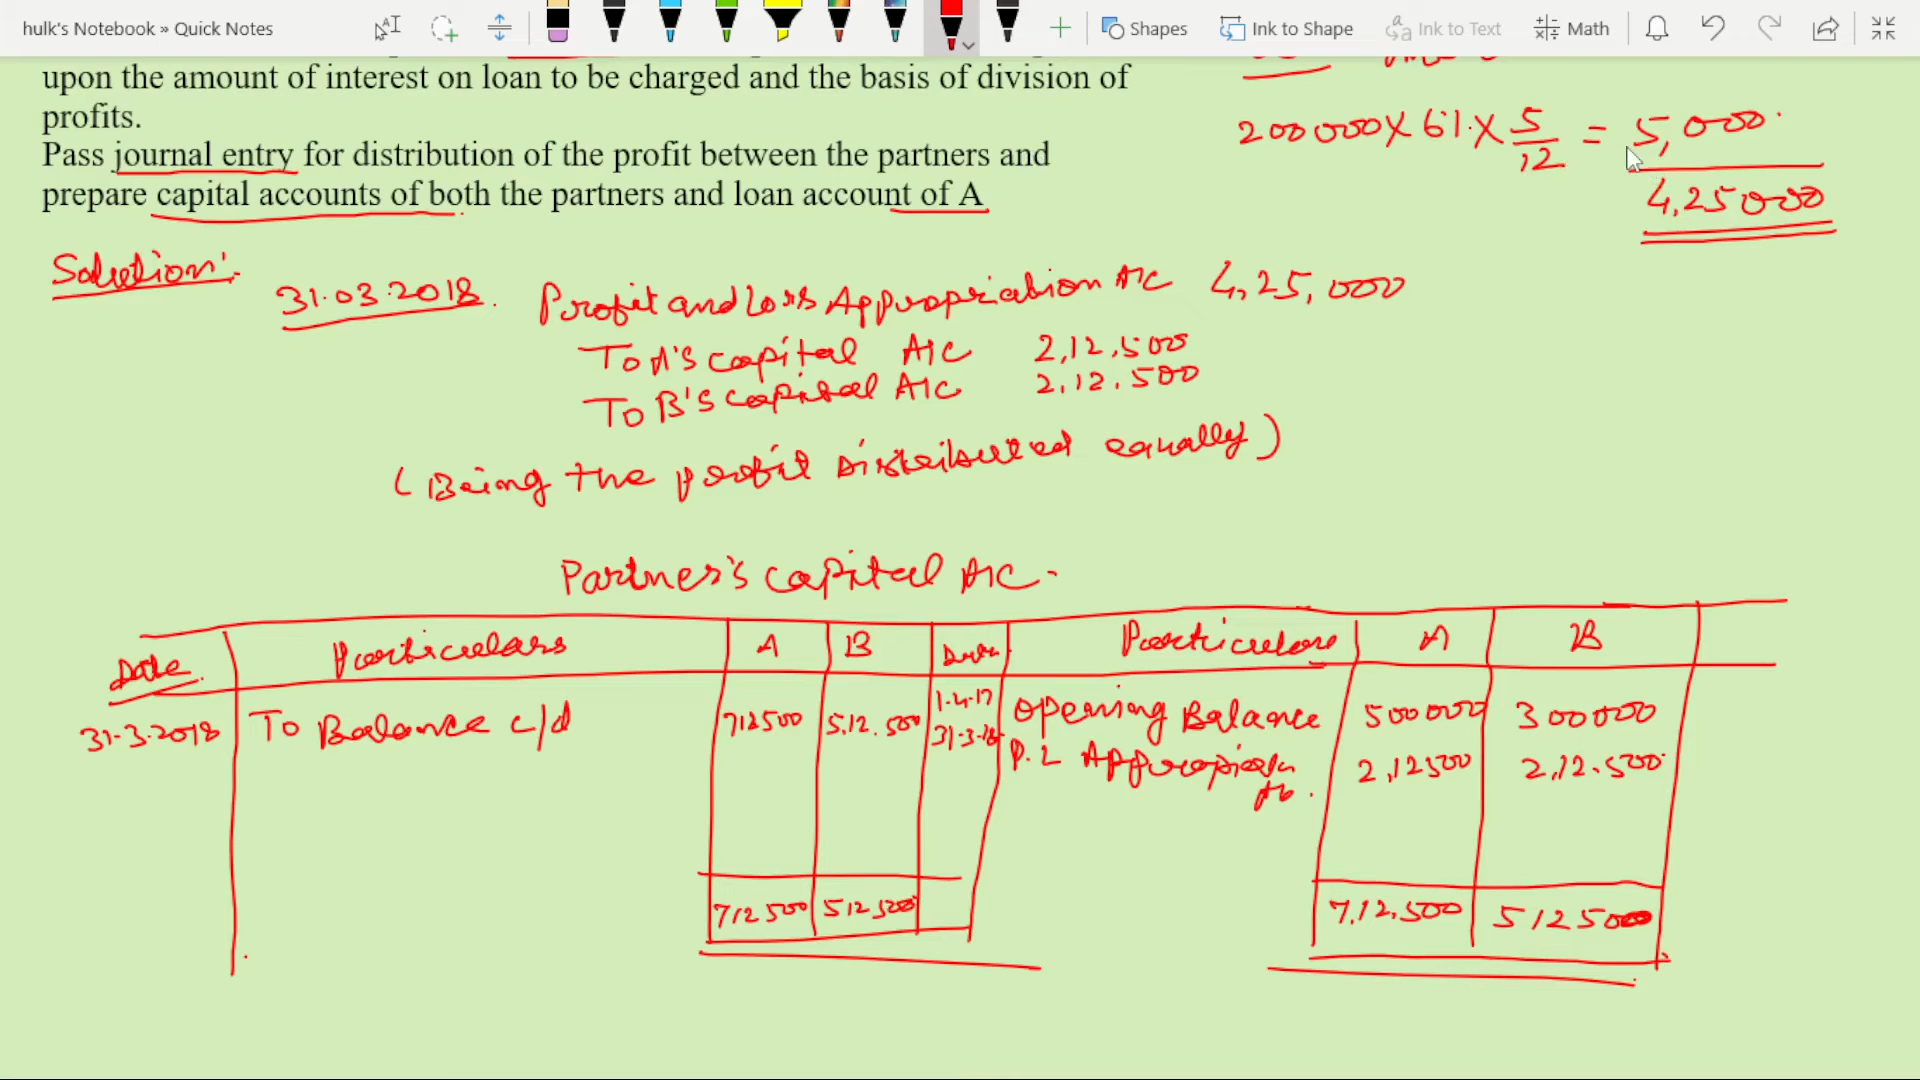 hulk's Notebook » Quick Notes
Shapes
Ink to Shape
Ink to Text
Math
upon the amount of interest on loan to be charged and the basis of division of
profits.
Pass journal entry for distribution of the profit between the partners and
prepare capital accounts of both the partners and loan account of A
200000 X 6%. X 5/12 = 5,000.
4,25000
Solution:
31.03.2018. Profit and Loss Appropriation A/C 4,25,000
To A's capital A/C 2,12,500
To B's capital A/C 2,12,500
(Being the profit distributed equally)
Partner's capital A/C.
Date Particulars A B Date Particulars A B
31-3-2018 To Balance c/d 712500 5,12,500 1-4-17 Opening Balance 500000 300000
31-3-18 P.L Appropriation A/c. 2,12500 2,12,500
712500 512500 7,12,500 512500